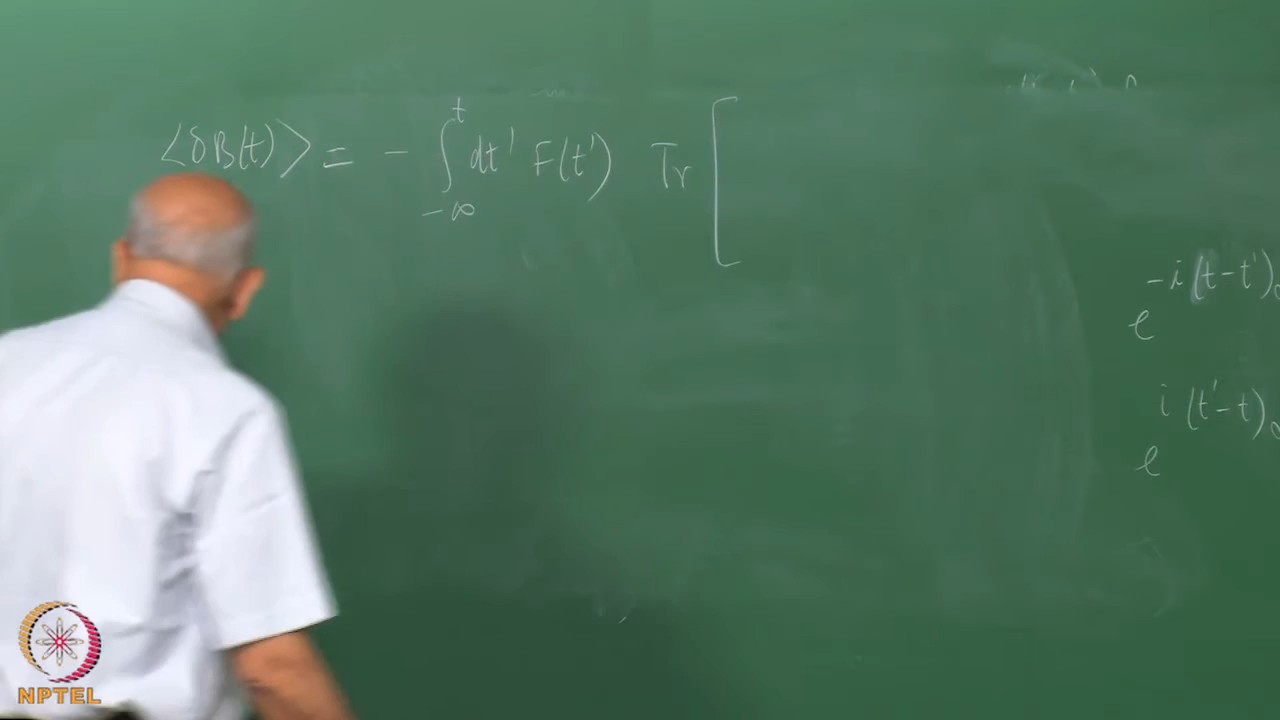 ⟨δB(t)⟩ = - ∫_{-∞}^{t} dt' F(t') Tr [
e^{-i(t-t')
e^{i(t'-t)
NPTEL